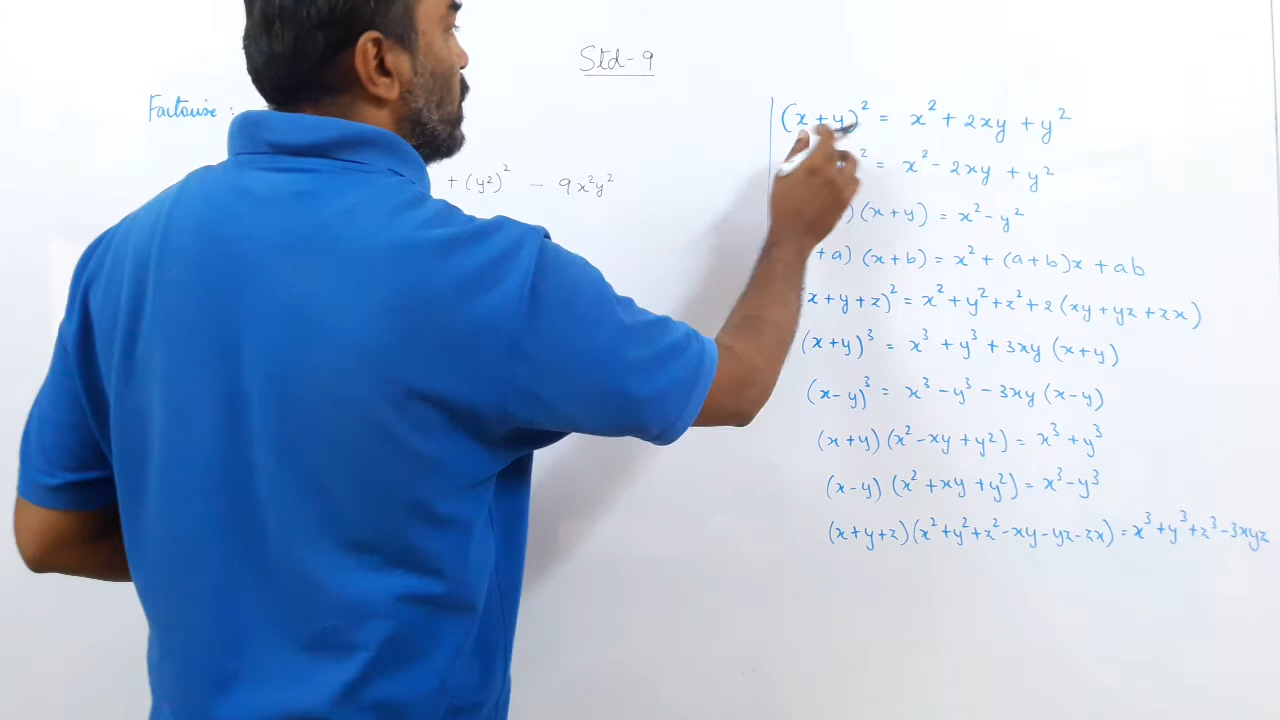 Std-9
Factorise :
+ (y²)² - 9x²y²
(x+y)² = x² + 2xy + y²
² = x² - 2xy + y²
) (x+y) = x² - y²
+a) (x+b) = x² + (a+b)x + ab
(x+y+z)² = x² + y² + z² + 2(xy + yz + zx)
(x+y)³ = x³ + y³ + 3xy (x+y)
(x-y)³ = x³ - y³ - 3xy (x-y)
(x+y) (x² - xy + y²) = x³ + y³
(x-y) (x² + xy + y²) = x³ - y³
(x+y+z)(x² + y² + z² - xy - yz - zx) = x³ + y³ + z³ - 3xyz